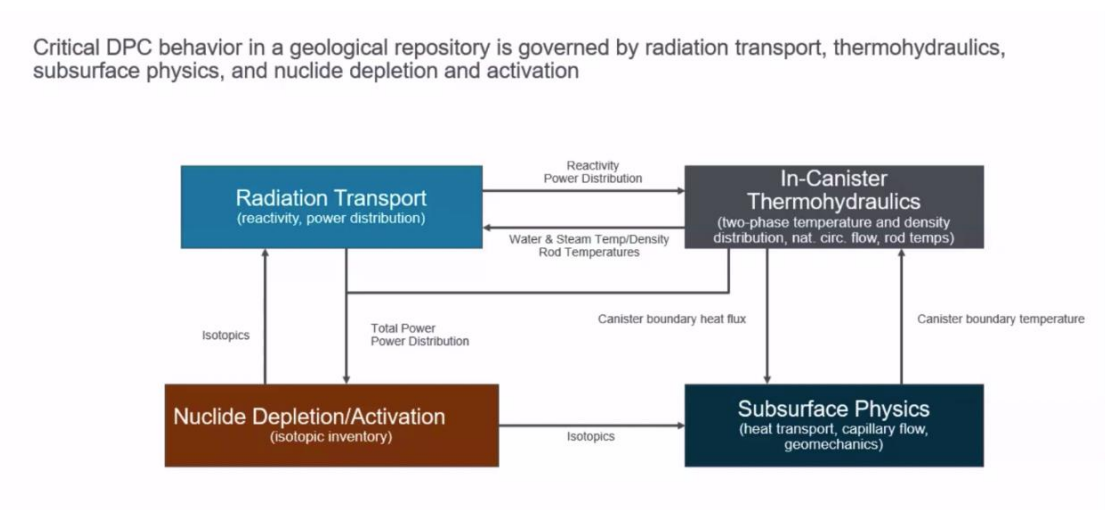 Critical DPC behavior in a geological repository is governed by radiation transport, thermohydraulics,
subsurface physics, and nuclide depletion and activation
Radiation Transport
(reactivity, power distribution)
Reactivity
Power Distribution
Water & Steam Temp/Density
Rod Temperatures
In-Canister
Thermohydraulics
(two-phase temperature and density
distribution, nat. circ. flow, rod temps)
Isotopics
Total Power
Power Distribution
Canister boundary heat flux
Canister boundary temperature
Nuclide Depletion/Activation
(isotopic inventory)
Isotopics
Subsurface Physics
(heat transport, capillary flow,
geomechanics)